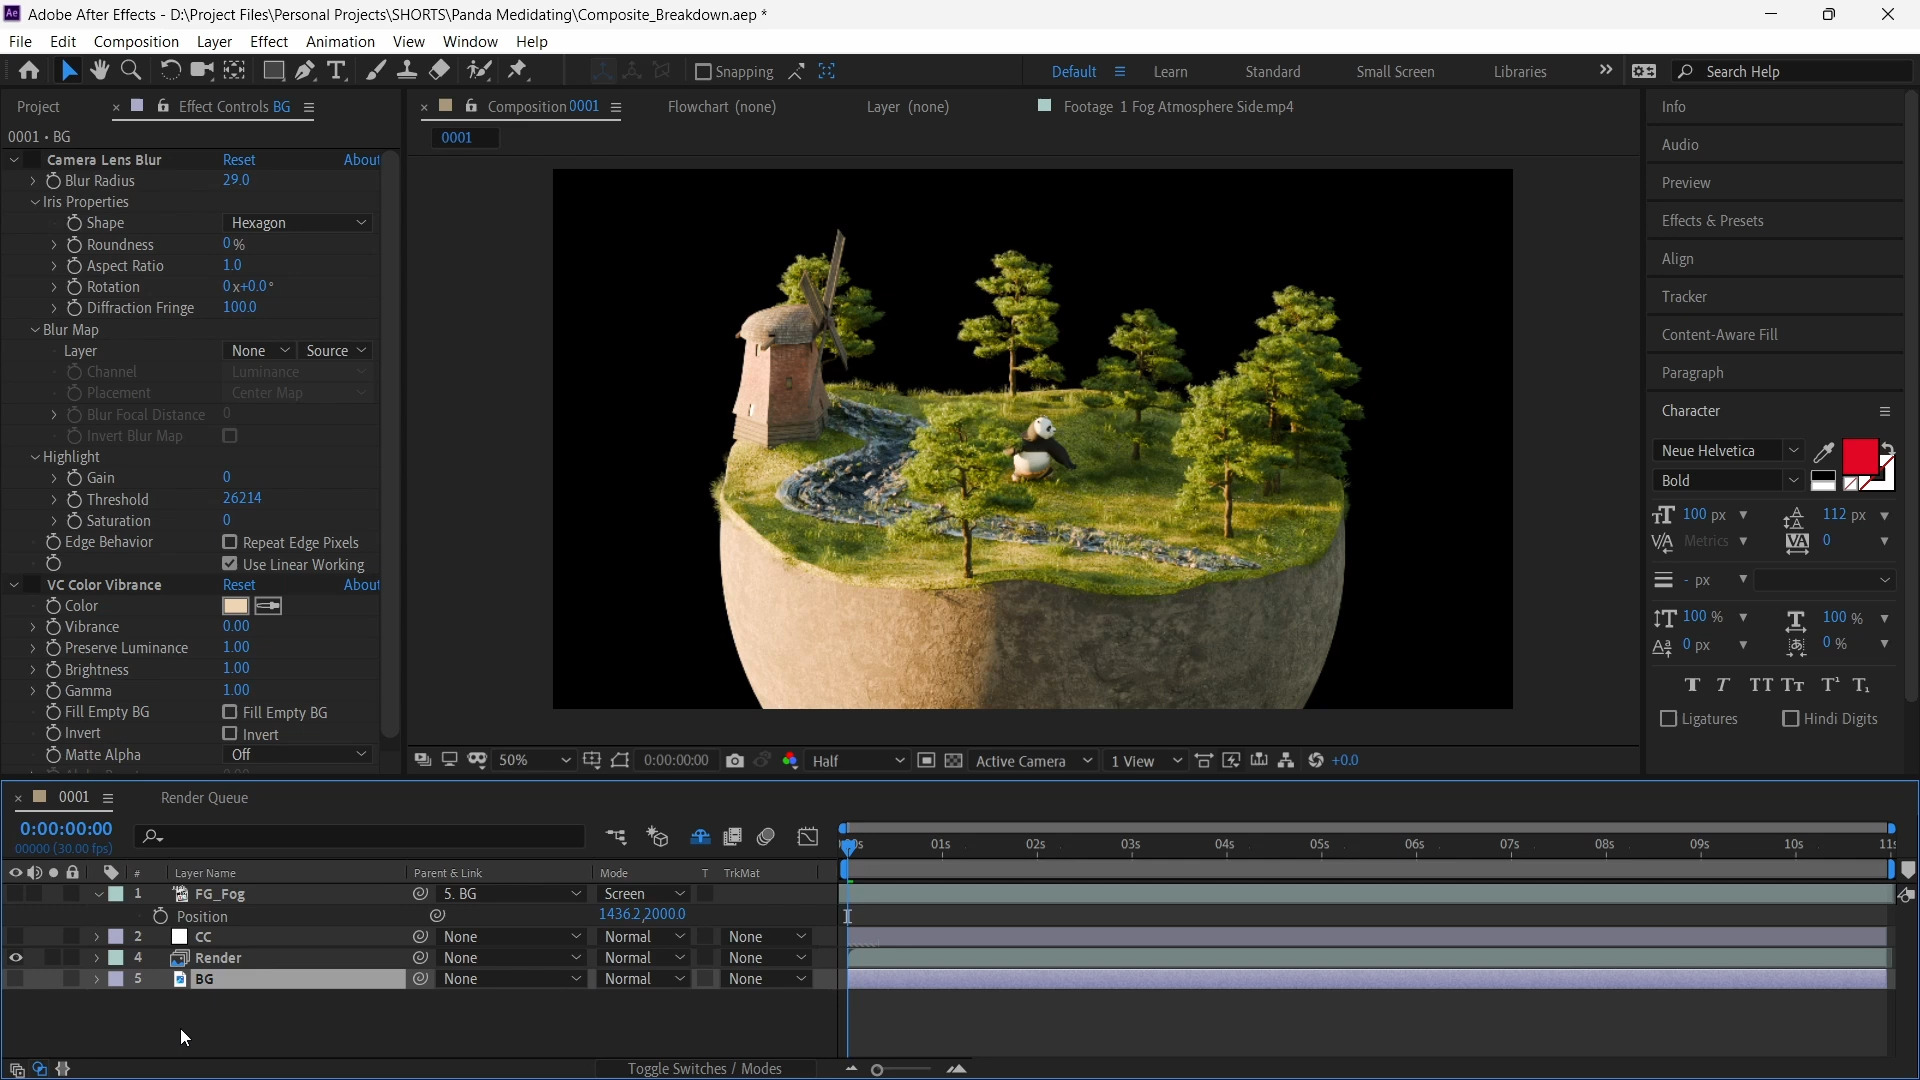 Adobe After Effects - D:\Project Files\Personal Projects\SHORTS\Panda Medidating\Composite_Breakdown.aep *
File Edit Composition Layer Effect Animation View Window Help
Snapping Default Learn Standard Small Screen Libraries Search Help
Project Effect Controls BG Composition 0001 Flowchart (none) Layer (none) Footage 1 Fog Atmosphere Side.mp4
0001 • BG
0001
Camera Lens Blur Reset About
Blur Radius 29.0
Iris Properties
Shape Hexagon
Roundness 0%
Aspect Ratio 1.0
Rotation 0x+0.0°
Diffraction Fringe 100.0
Blur Map
Layer None Source
Channel Luminance
Placement Center Map
Blur Focal Distance 0
Invert Blur Map
Highlight
Gain 0
Threshold 26214
Saturation 0
Edge Behavior Repeat Edge Pixels
Use Linear Working
VC Color Vibrance Reset About
Color
Vibrance 0.00
Preserve Luminance 1.00
Brightness 1.00
Gamma 1.00
Fill Empty BG Fill Empty BG
Invert Invert
Matte Alpha Off
50% 0:00:00:00 Half Active Camera 1 View +0.0
Info
Audio
Preview
Effects & Presets
Align
Tracker
Content-Aware Fill
Paragraph
Character
Neue Helvetica
Bold
100 px 112 px
Metrics 0
- px
100 % 100 %
0 px 0 %
Ligatures Hindi Digits
0001 Render Queue
0:00:00:00
00000 (30.00 fps)
01s 02s 03s 04s 05s 06s 07s 08s 09s 10s
# Layer Name Parent & Link Mode T TrkMat
1 FG_Fog 5. BG Screen
Position 1436.2,2000.0
2 CC None Normal None
4 Render None Normal None
5 BG None Normal None
Toggle Switches / Modes